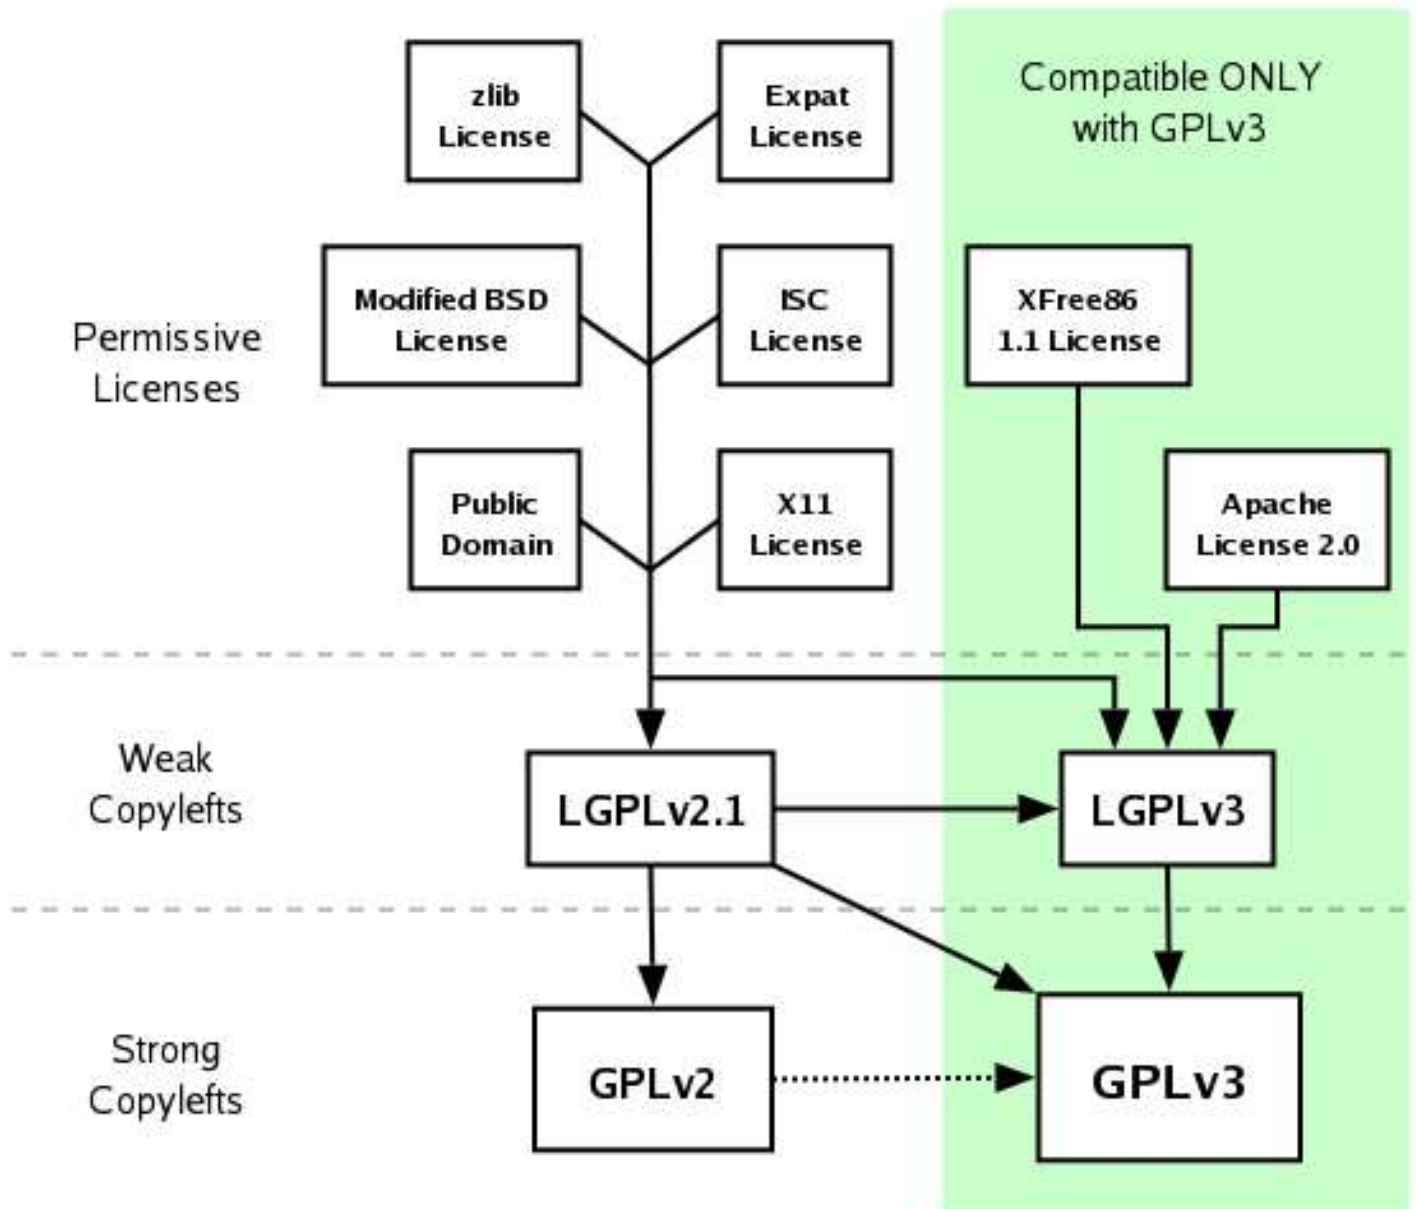 zlib
License
Expat
License
Compatible ONLY
with GPLv3
Permissive
Licenses
Modified BSD
License
ISC
License
XFree86
1.1 License
Public
Domain
X11
License
Apache
License 2.0
Weak
Copylefts
LGPLv2.1
LGPLv3
Strong
Copylefts
GPLv2
GPLv3